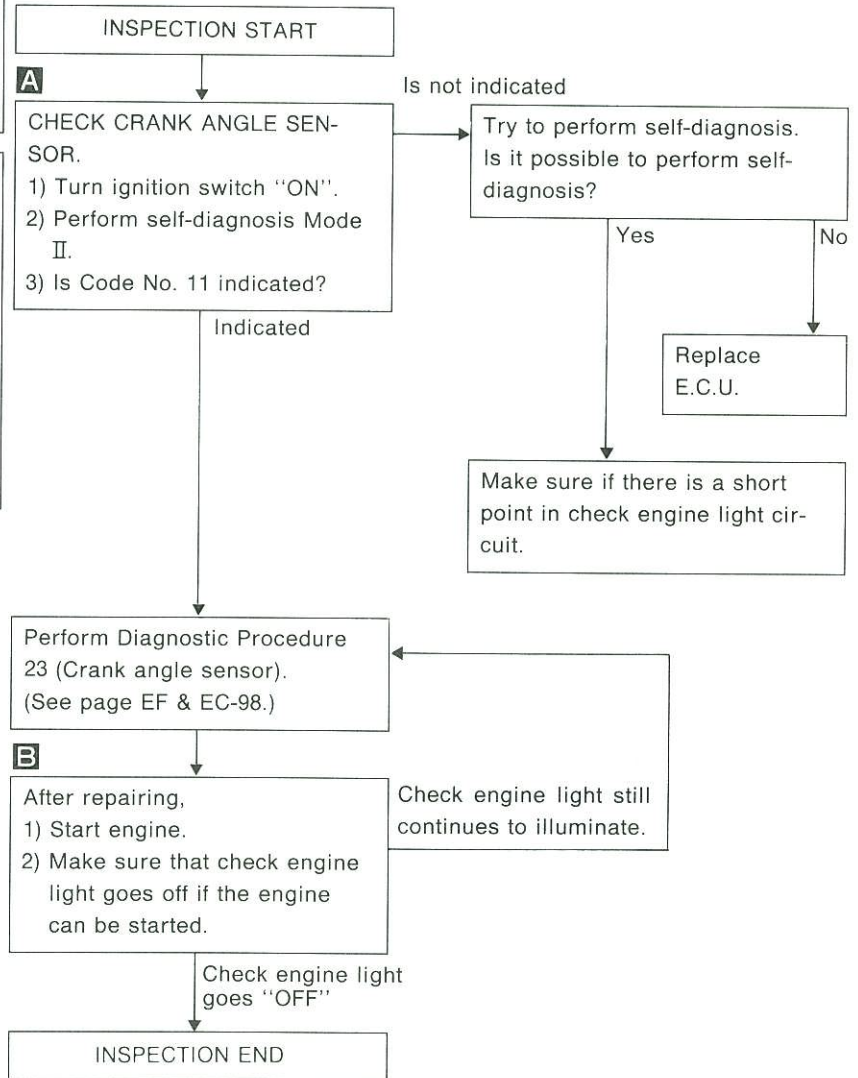 INSPECTION START
A
CHECK CRANK ANGLE SEN-
SOR.
1) Turn ignition switch “ON”.
2) Perform self-diagnosis Mode
II.
3) Is Code No. 11 indicated?
Is not indicated
Try to perform self-diagnosis.
Is it possible to perform self-
diagnosis?
Yes
No
Replace
E.C.U.
Make sure if there is a short
point in check engine light cir-
cuit.
Indicated
Perform Diagnostic Procedure
23 (Crank angle sensor).
(See page EF & EC-98.)
B
After repairing,
1) Start engine.
2) Make sure that check engine
light goes off if the engine
can be started.
Check engine light still
continues to illuminate.
Check engine light
goes “OFF”
INSPECTION END